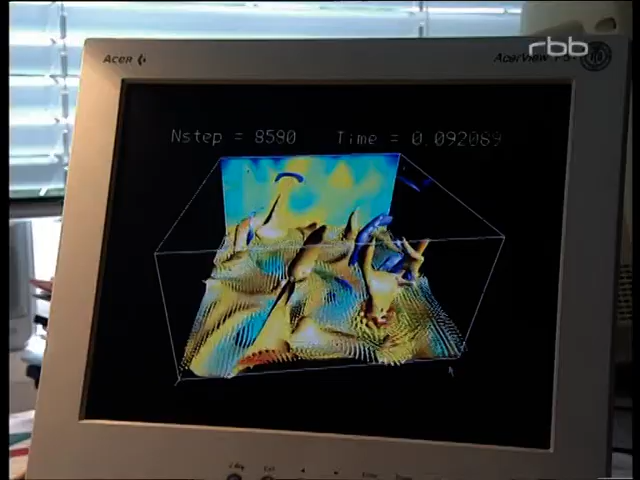 rbb
Acer
AcerView
Nstep = 8590 Time = 0.092089